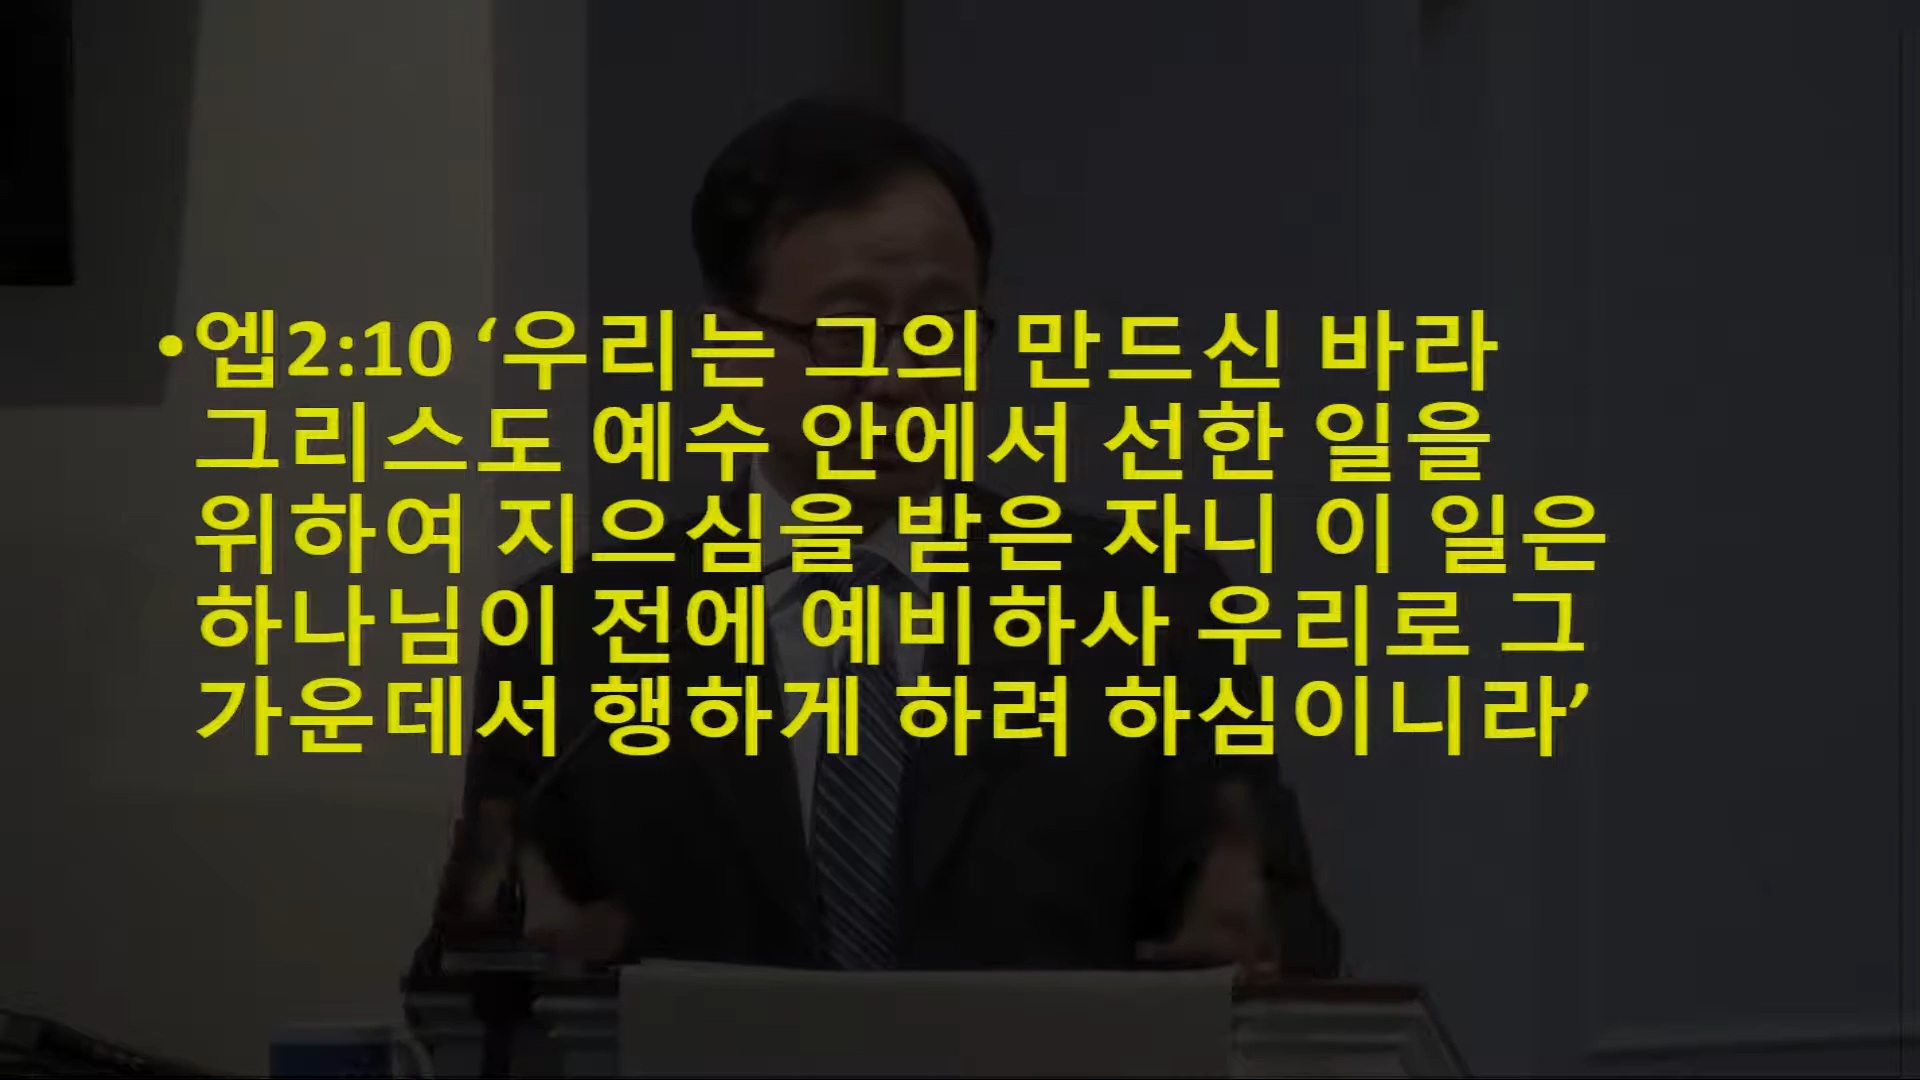 •엡2:10 ‘우리는 그의 만드신 바라
그리스도 예수 안에서 선한 일을
위하여 지으심을 받은 자니 이 일은
하나님이 전에 예비하사 우리로 그
가운데서 행하게 하려 하심이니라’